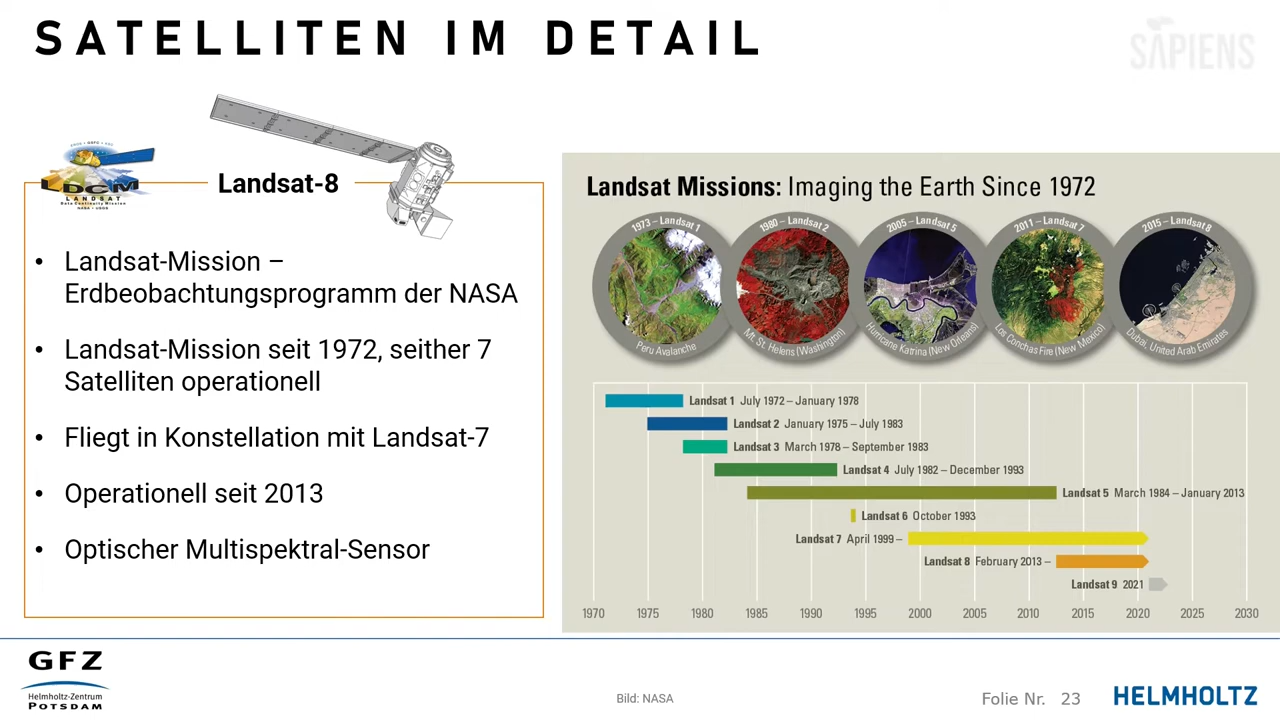 SATELLITEN IM DETAIL
SAPIENS
LDCM
LANDSAT
Data Continuity Mission
NASA • USGS
Landsat-8
• Landsat-Mission –
Erdbeobachtungsprogramm der NASA
• Landsat-Mission seit 1972, seither 7
Satelliten operationell
• Fliegt in Konstellation mit Landsat-7
• Operationell seit 2013
• Optischer Multispektral-Sensor
Landsat Missions: Imaging the Earth Since 1972
1973 – Landsat 1
Peru Avalanche
1980 – Landsat 2
Mt. St. Helens (Washington)
2005 – Landsat 5
Hurricane Katrina (New Orleans)
2011 – Landsat 7
Los Conchas Fire (New Mexico)
2015 – Landsat 8
Dubai, United Arab Emirates
Landsat 1 July 1972 – January 1978
Landsat 2 January 1975 – July 1983
Landsat 3 March 1978 – September 1983
Landsat 4 July 1982 – December 1993
Landsat 5 March 1984 – January 2013
Landsat 6 October 1993
Landsat 7 April 1999 –
Landsat 8 February 2013 –
Landsat 9 2021
1970 1975 1980 1985 1990 1995 2000 2005 2010 2015 2020 2025 2030
GFZ
Helmholtz-Zentrum
POTSDAM
Bild: NASA
Folie Nr. 23
HELMHOLTZ